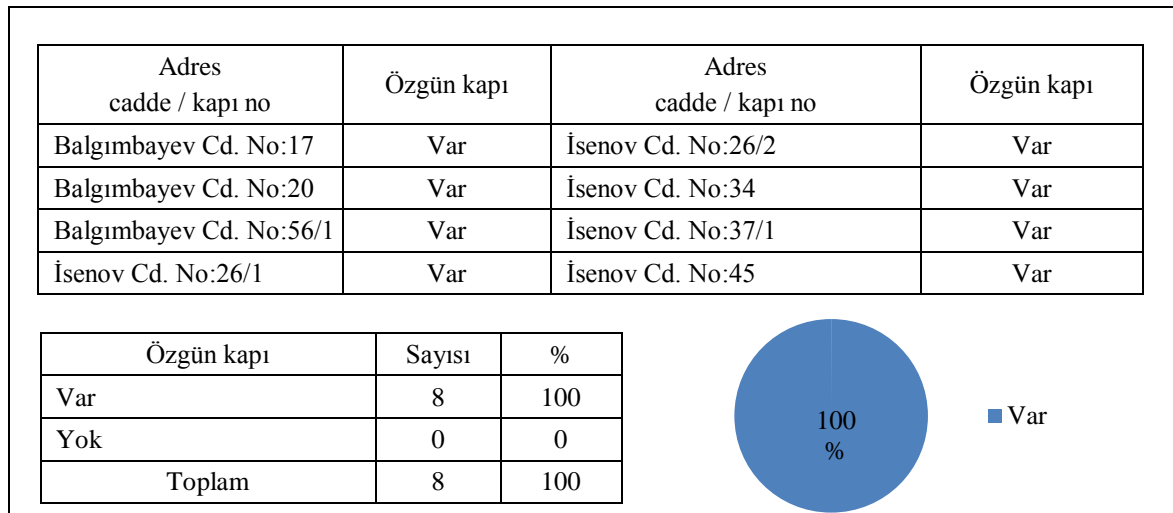 Adres
cadde / kapı no
Özgün kapı
Adres
cadde / kapı no
Özgün kapı
Balgımbayev Cd. No:17 Var İsenov Cd. No:26/2 Var
Balgımbayev Cd. No:20 Var İsenov Cd. No:34 Var
Balgımbayev Cd. No:56/1 Var İsenov Cd. No:37/1 Var
İsenov Cd. No:26/1 Var İsenov Cd. No:45 Var
Özgün kapı Sayısı %
Var 8 100
Yok 0 0
Toplam 8 100
100
%
Var